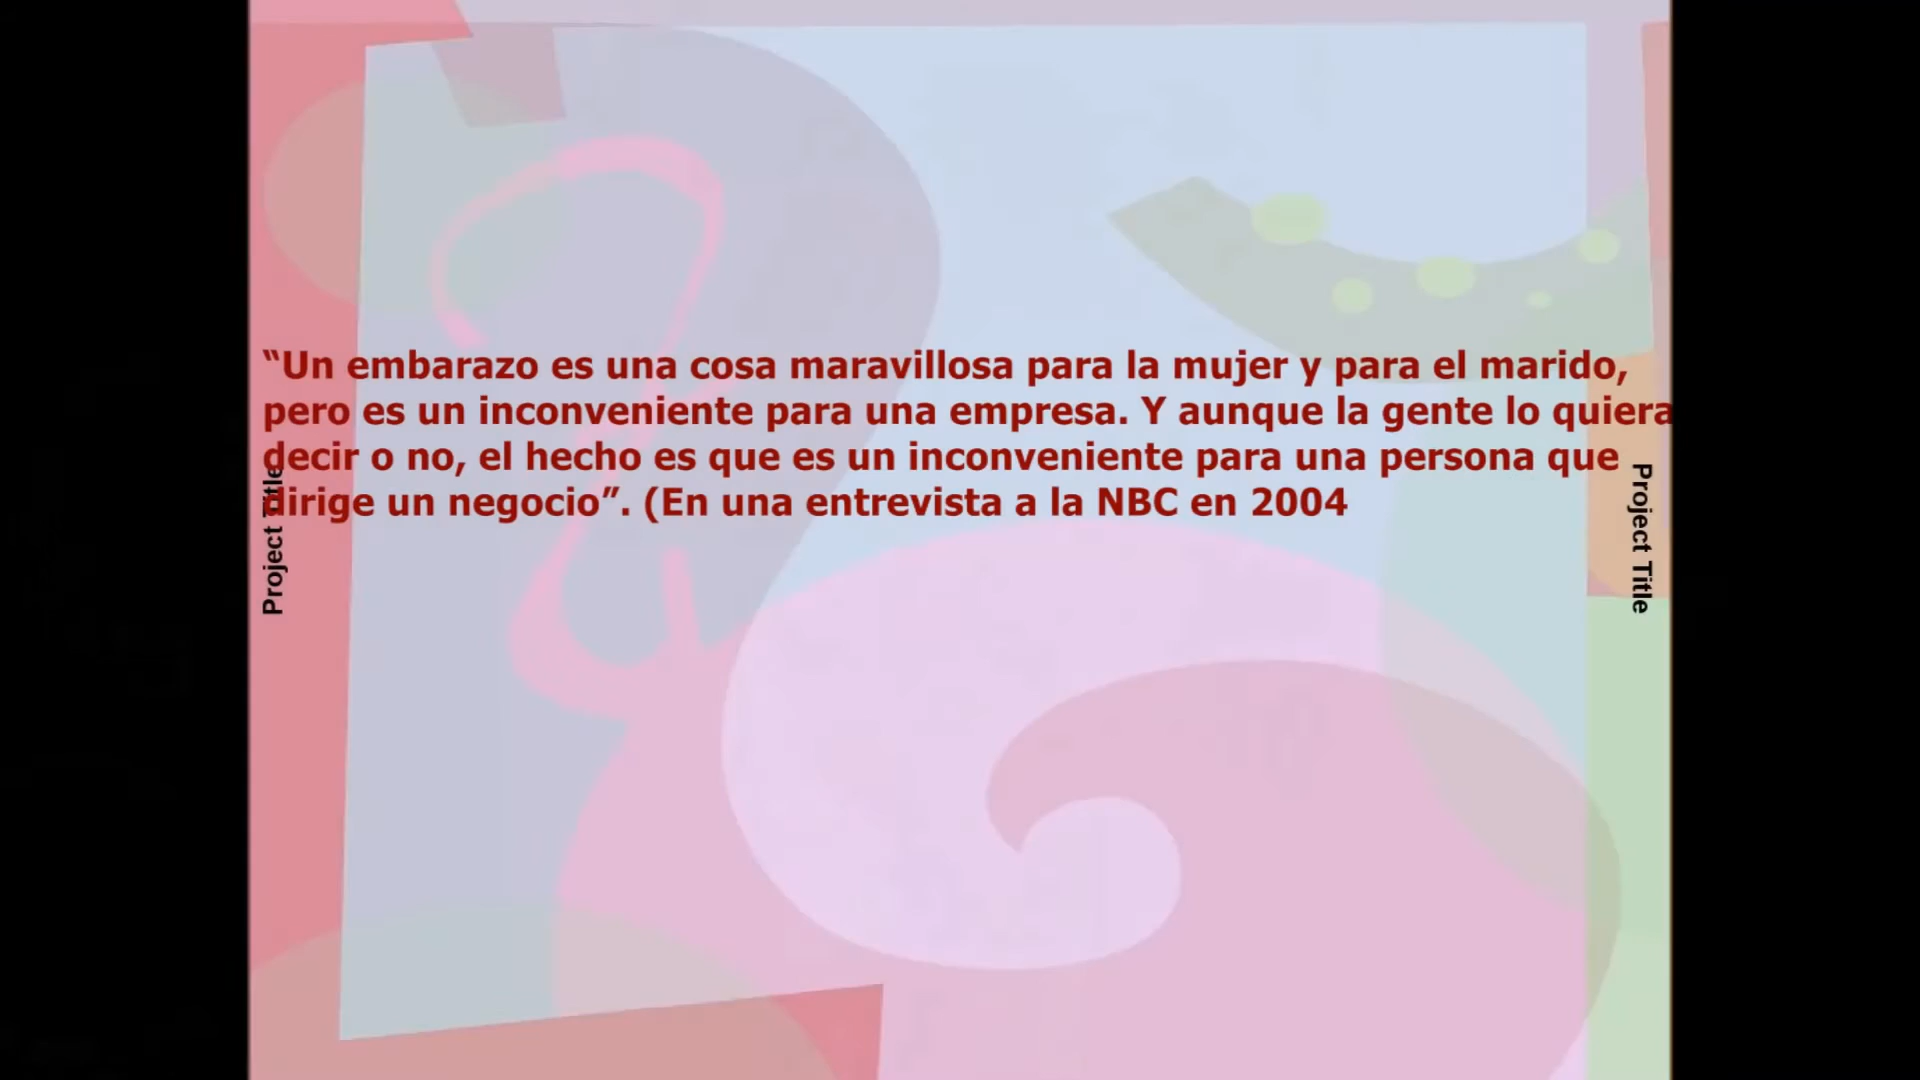 “Un embarazo es una cosa maravillosa para la mujer y para el marido,
pero es un inconveniente para una empresa. Y aunque la gente lo quiera
decir o no, el hecho es que es un inconveniente para una persona que
dirige un negocio”. (En una entrevista a la NBC en 2004
Project Title
Project Title